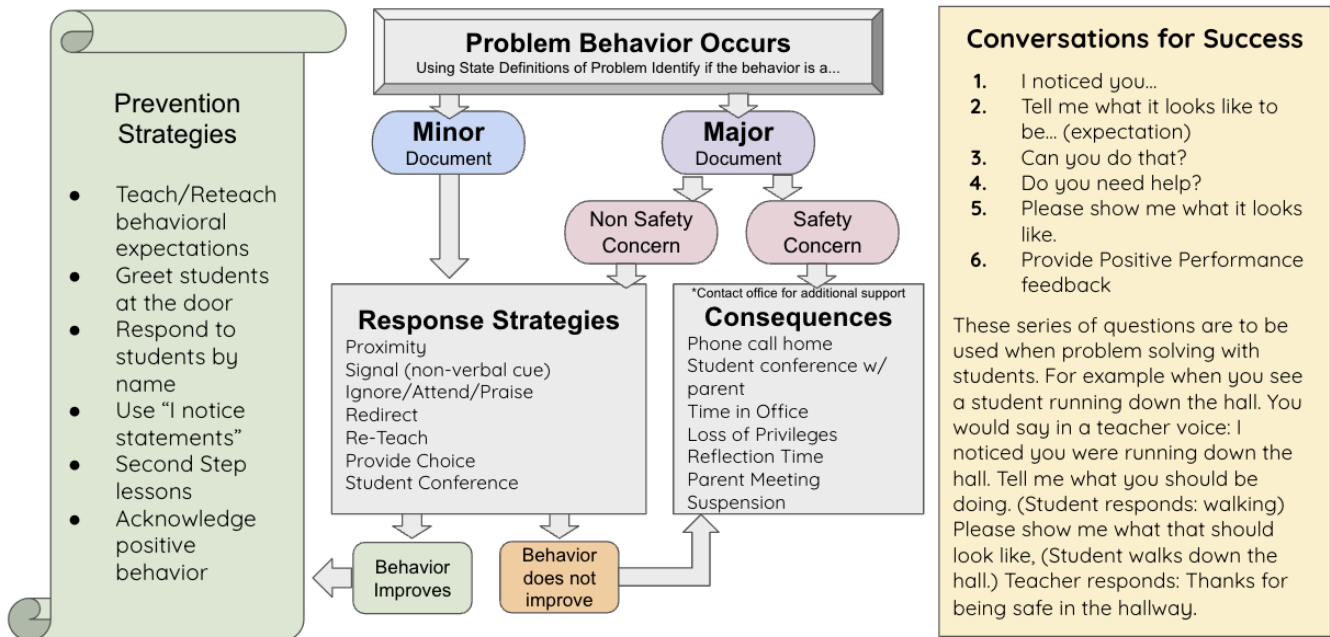 Prevention
Strategies
● Teach/Reteach
behavioral
expectations
● Greet students
at the door
● Respond to
students by
name
● Use “I notice
statements”
● Second Step
lessons
● Acknowledge
positive
behavior
Problem Behavior Occurs
Using State Definitions of Problem Identify if the behavior is a...
Minor
Document
Major
Document
Non Safety
Concern
Safety
Concern
Response Strategies
Proximity
Signal (non-verbal cue)
Ignore/Attend/Praise
Redirect
Re-Teach
Provide Choice
Student Conference
*Contact office for additional support
Consequences
Phone call home
Student conference w/
parent
Time in Office
Loss of Privileges
Reflection Time
Parent Meeting
Suspension
Behavior
Improves
Behavior
does not
improve
Conversations for Success
1. I noticed you...
2. Tell me what it looks like to
be... (expectation)
3. Can you do that?
4. Do you need help?
5. Please show me what it looks
like.
6. Provide Positive Performance
feedback
These series of questions are to be
used when problem solving with
students. For example when you see
a student running down the hall. You
would say in a teacher voice: I
noticed you were running down the
hall. Tell me what you should be
doing. (Student responds: walking)
Please show me what that should
look like, (Student walks down the
hall.) Teacher responds: Thanks for
being safe in the hallway.